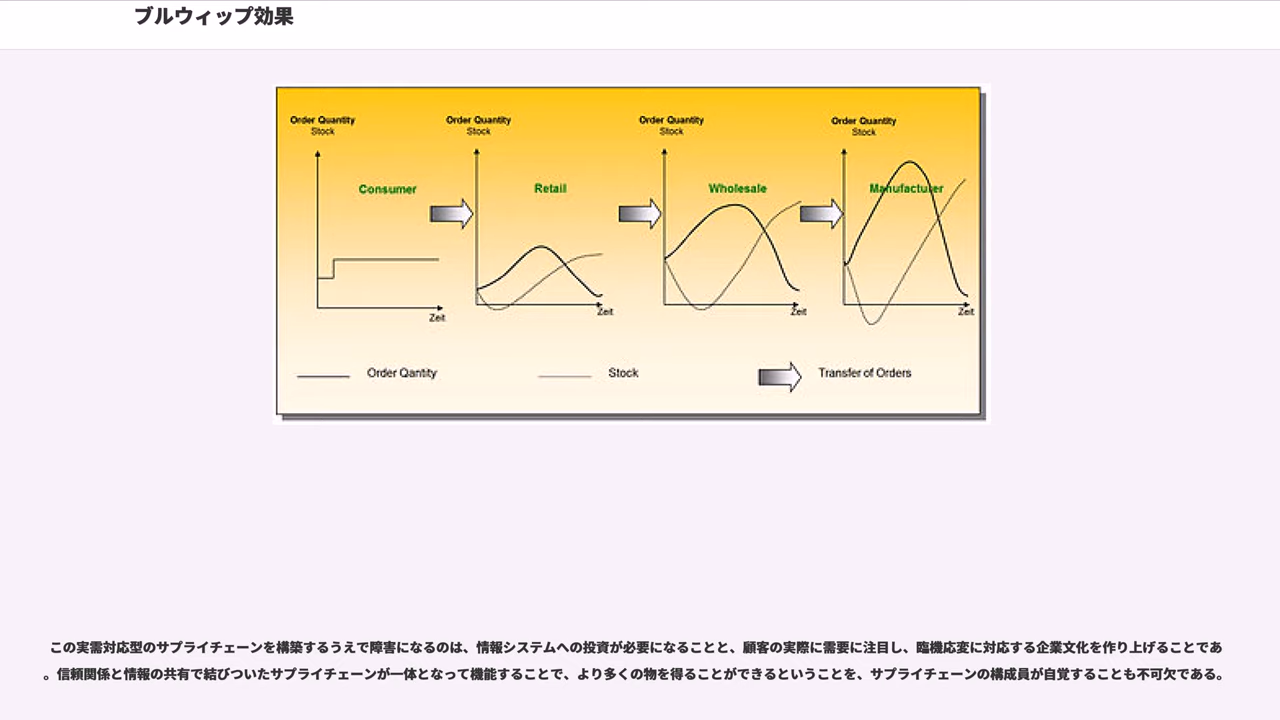 ブルウィップ効果
Order Quantity
Stock
Order Quantity
Stock
Order Quantity
Stock
Order Quantity
Stock
Consumer
Retail
Wholesale
Manufacturer
Zeit
Zeit
Zeit
Zeit
Order Qantity
Stock
Transfer of Orders
この実需対応型のサプライチェーンを構築するうえで障害になるのは、情報システムへの投資が必要になることと、顧客の実際に需要に注目し、臨機応変に対応する企業文化を作り上げることであ
。信頼関係と情報の共有で結びついたサプライチェーンが一体となって機能することで、より多くの物を得ることができるということを、サプライチェーンの構成員が自覚することも不可欠である。